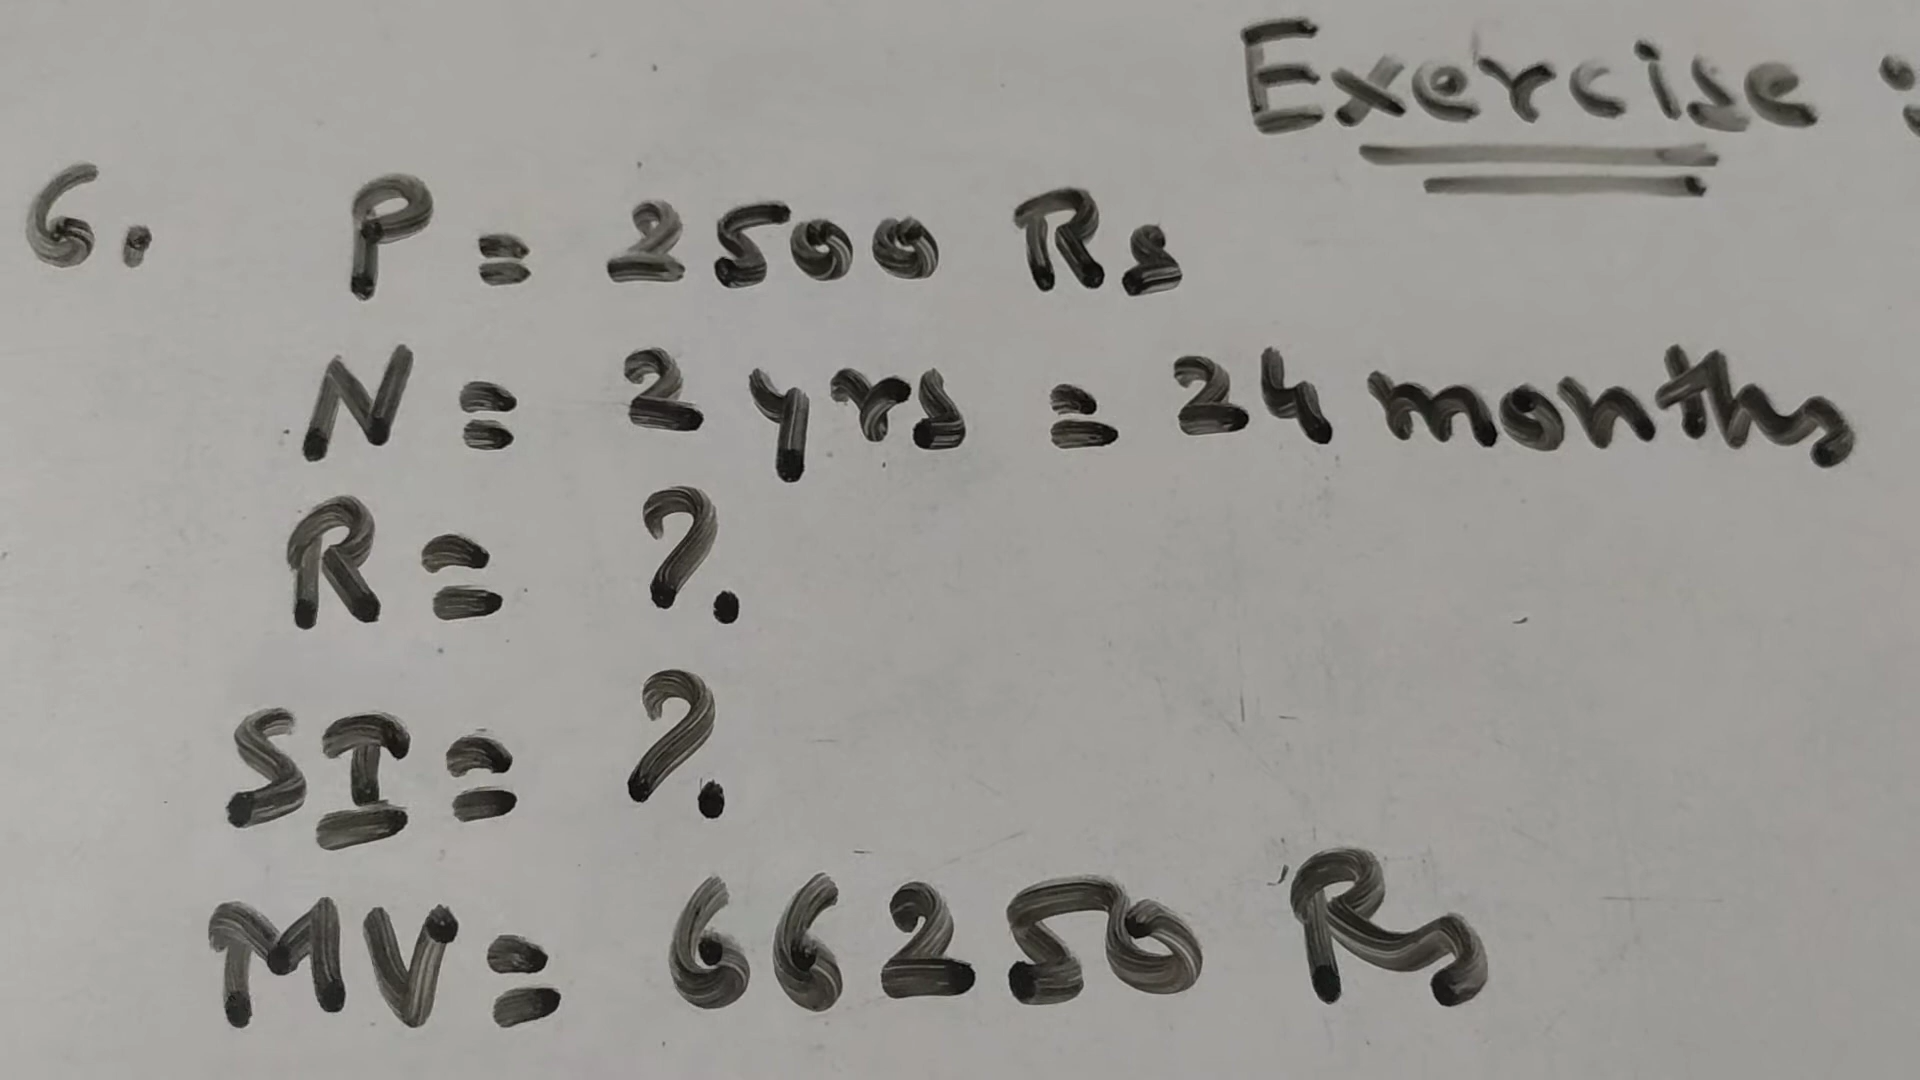 Exercise :
6. P = 2500 Rs
N = 2 yrs = 24 months
R = ?.
SI = ?.
MV = 66250 Rs